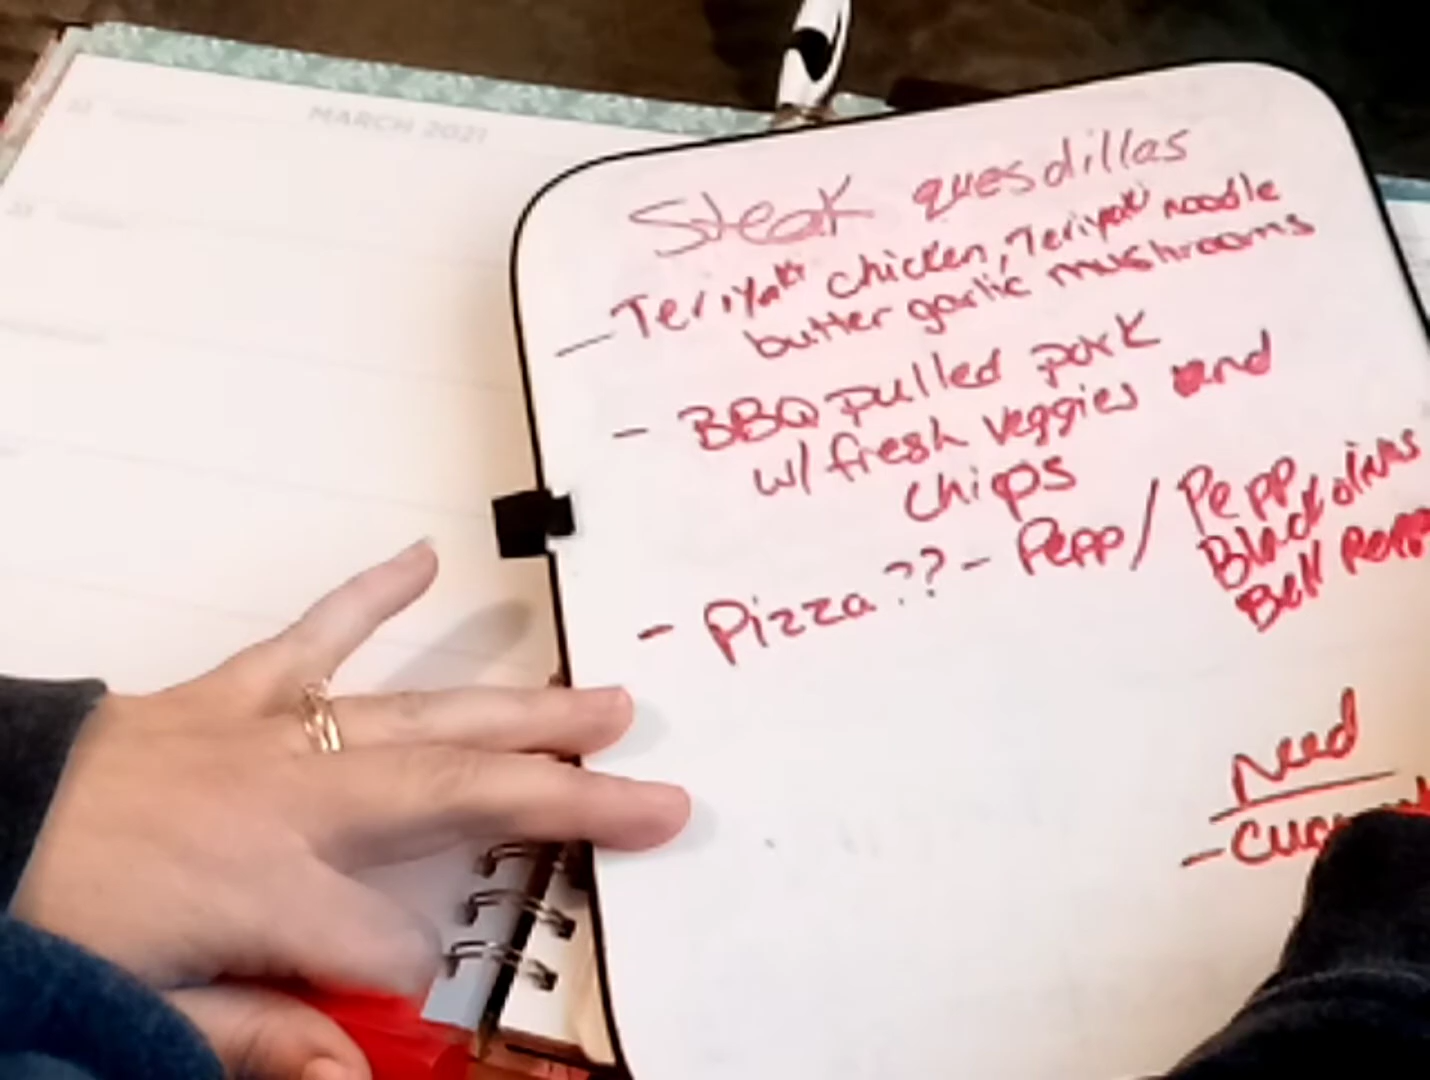 MARCH 2021
Steak quesdillas
- Teriyaki chicken, Teriyaki noodle
butter garlic mushrooms
- BBQ pulled pork
w/ fresh veggies and
chips
- Pizza ?? - Pepp / Pepp
Black olives
Bell Pepp
Need